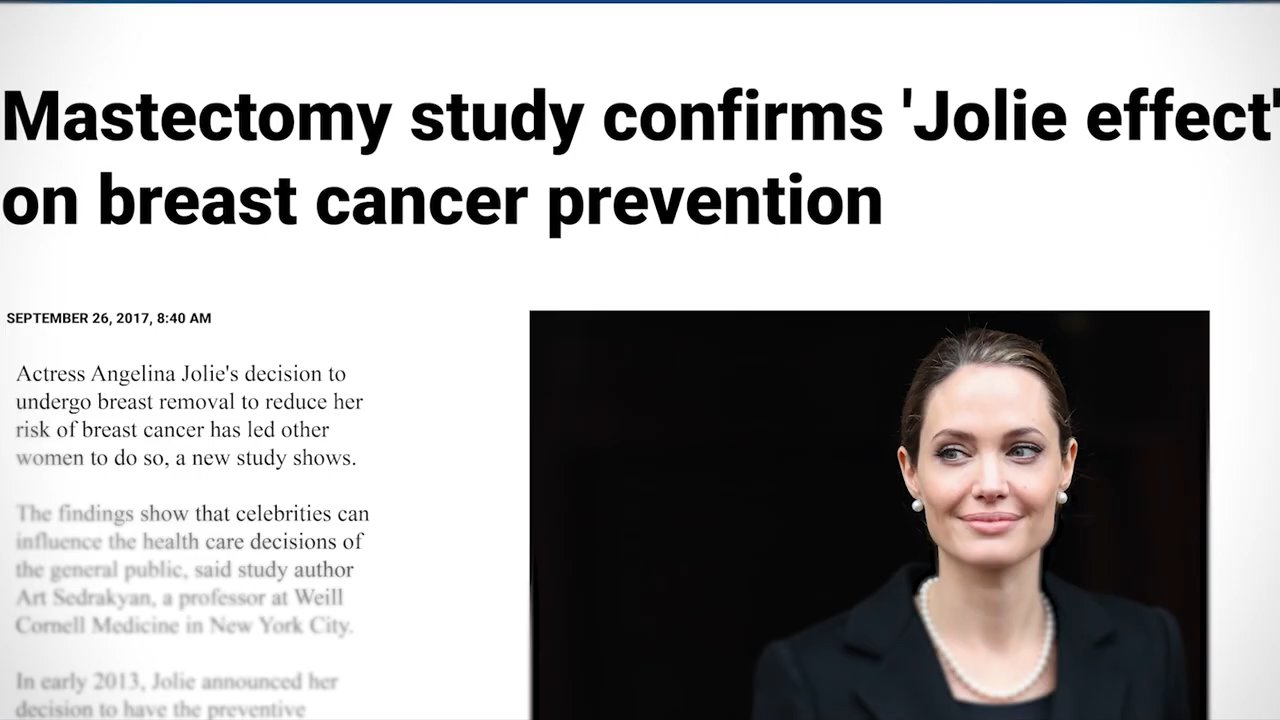 Mastectomy study confirms 'Jolie effect'
on breast cancer prevention
SEPTEMBER 26, 2017, 8:40 AM
Actress Angelina Jolie's decision to
undergo breast removal to reduce her
risk of breast cancer has led other
women to do so, a new study shows.
The findings show that celebrities can
influence the health care decisions of
the general public, said study author
Art Sedrakyan, a professor at Weill
Cornell Medicine in New York City.
In early 2013, Jolie announced her
decision to have the preventive